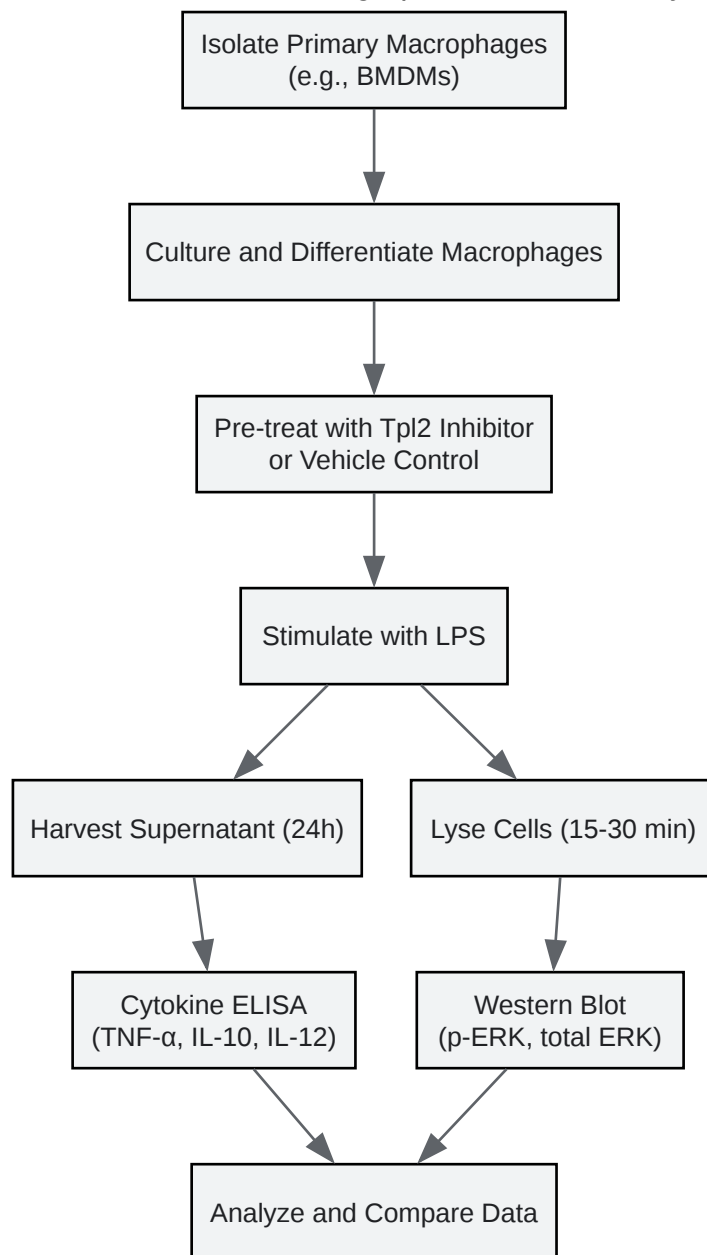 Isolate Primary Macrophages
(e.g., BMDMs)
Culture and Differentiate Macrophages
Pre-treat with Tpl2 Inhibitor
or Vehicle Control
Stimulate with LPS
Harvest Supernatant (24h)
Lyse Cells (15-30 min)
Cytokine ELISA
(TNF-α, IL-10, IL-12)
Western Blot
(p-ERK, total ERK)
Analyze and Compare Data